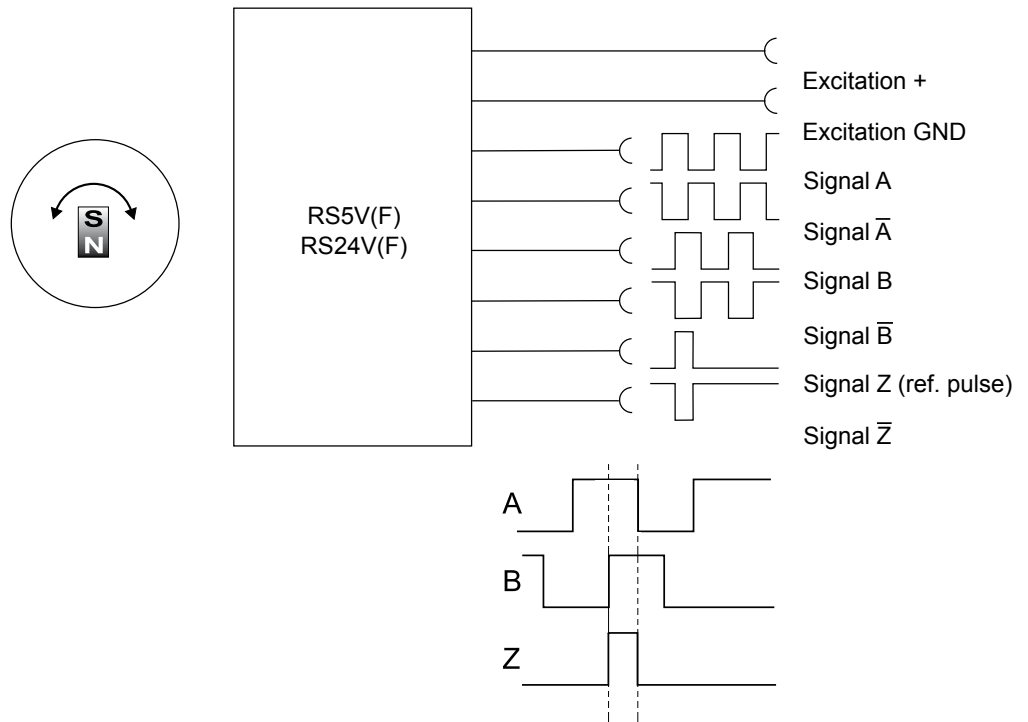 Excitation +
Excitation GND
Signal A
Signal A̅
Signal B
Signal B̅
Signal Z (ref. pulse)
Signal Z̅
RS5V(F)
RS24V(F)
S
N
A
B
Z